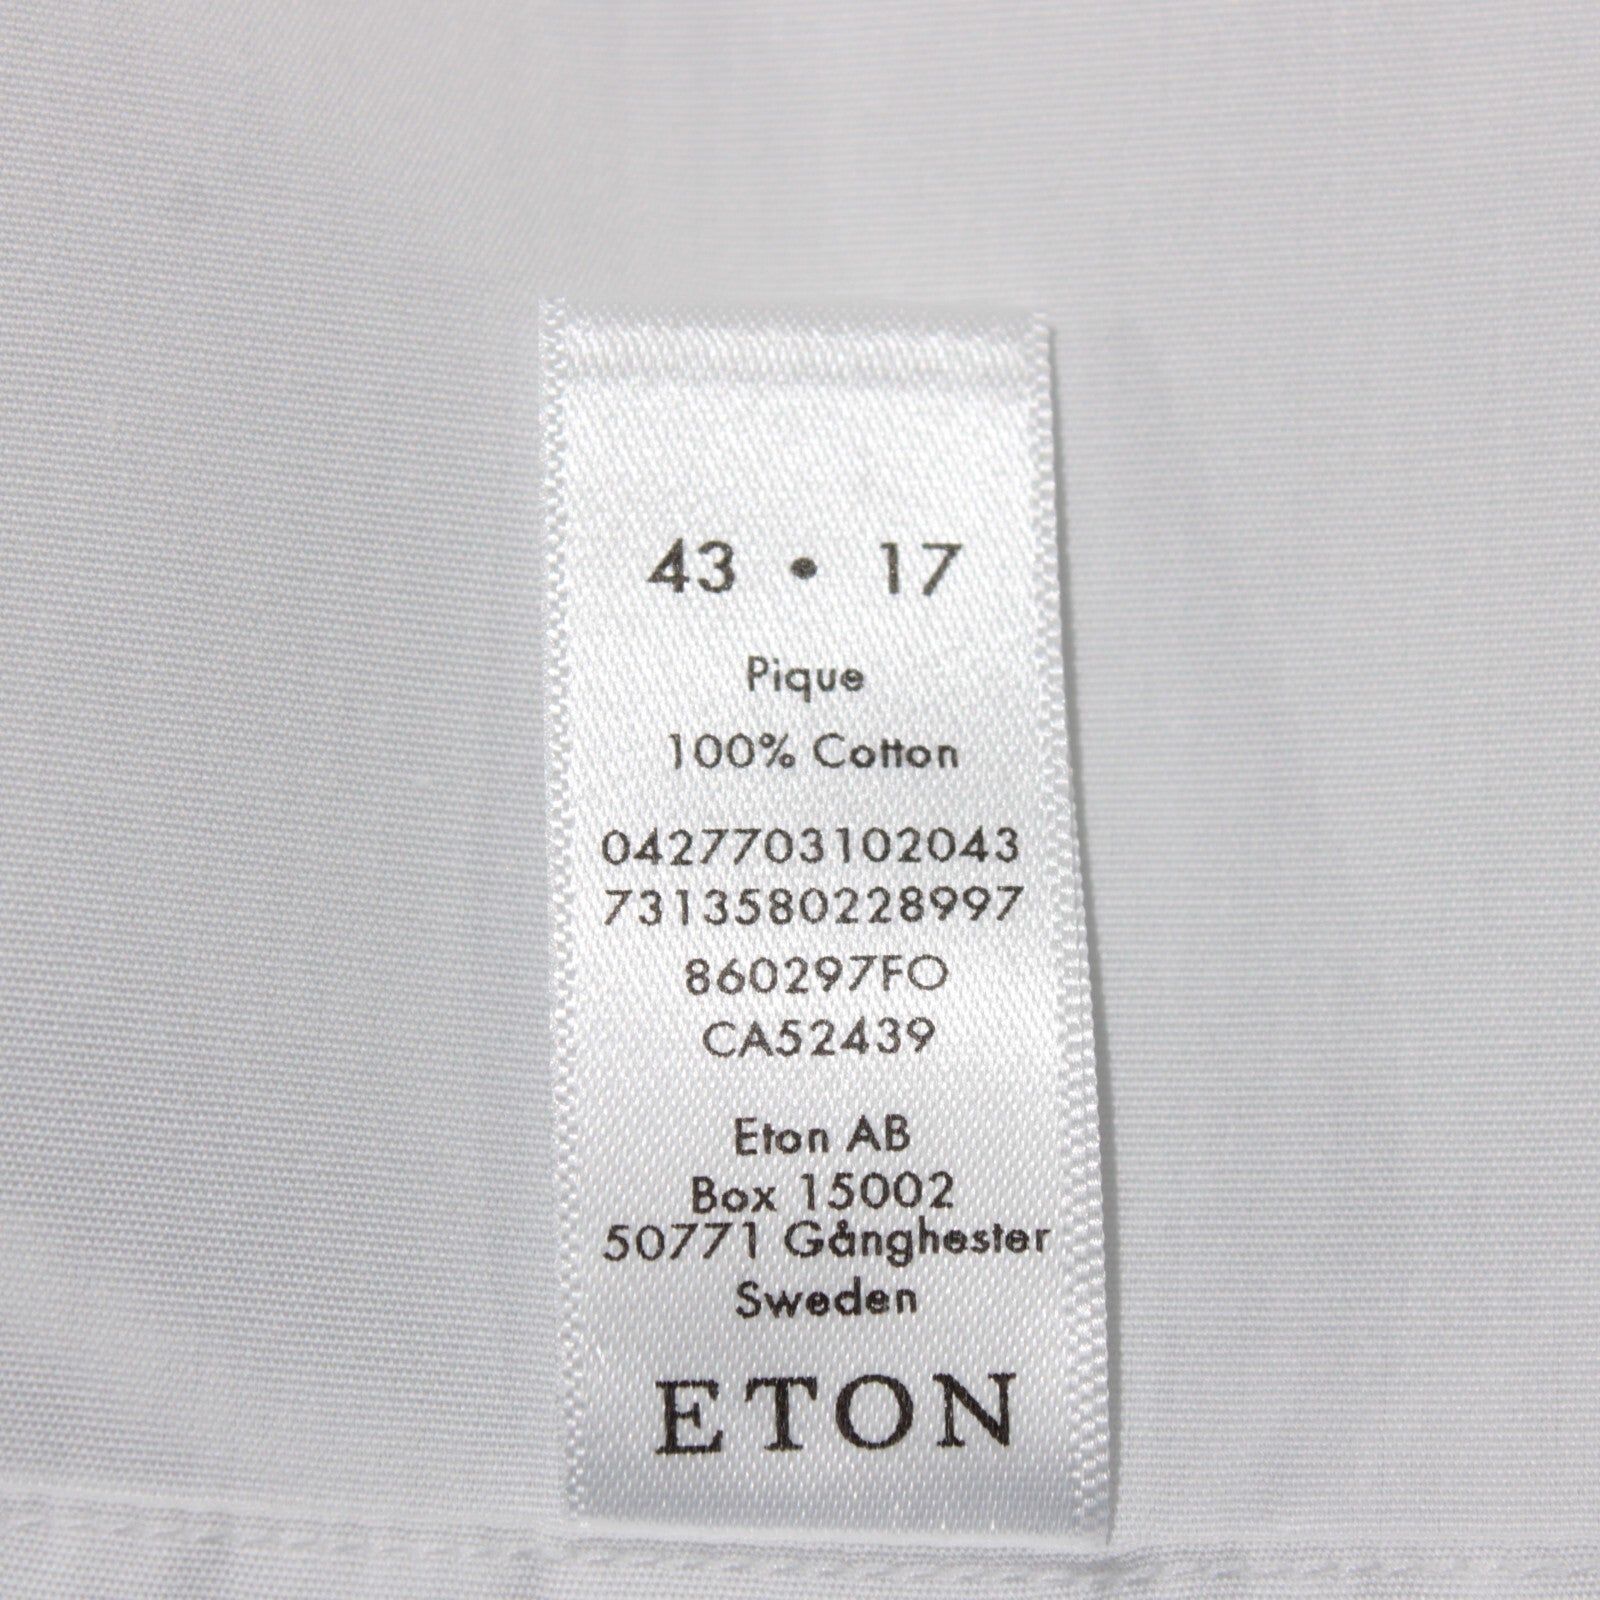 43 • 17
Pique
100% Cotton
0427703102043
7313580228997
860297FO
CA52439
Eton AB
Box 15002
50771 Gånghester
Sweden
ETON